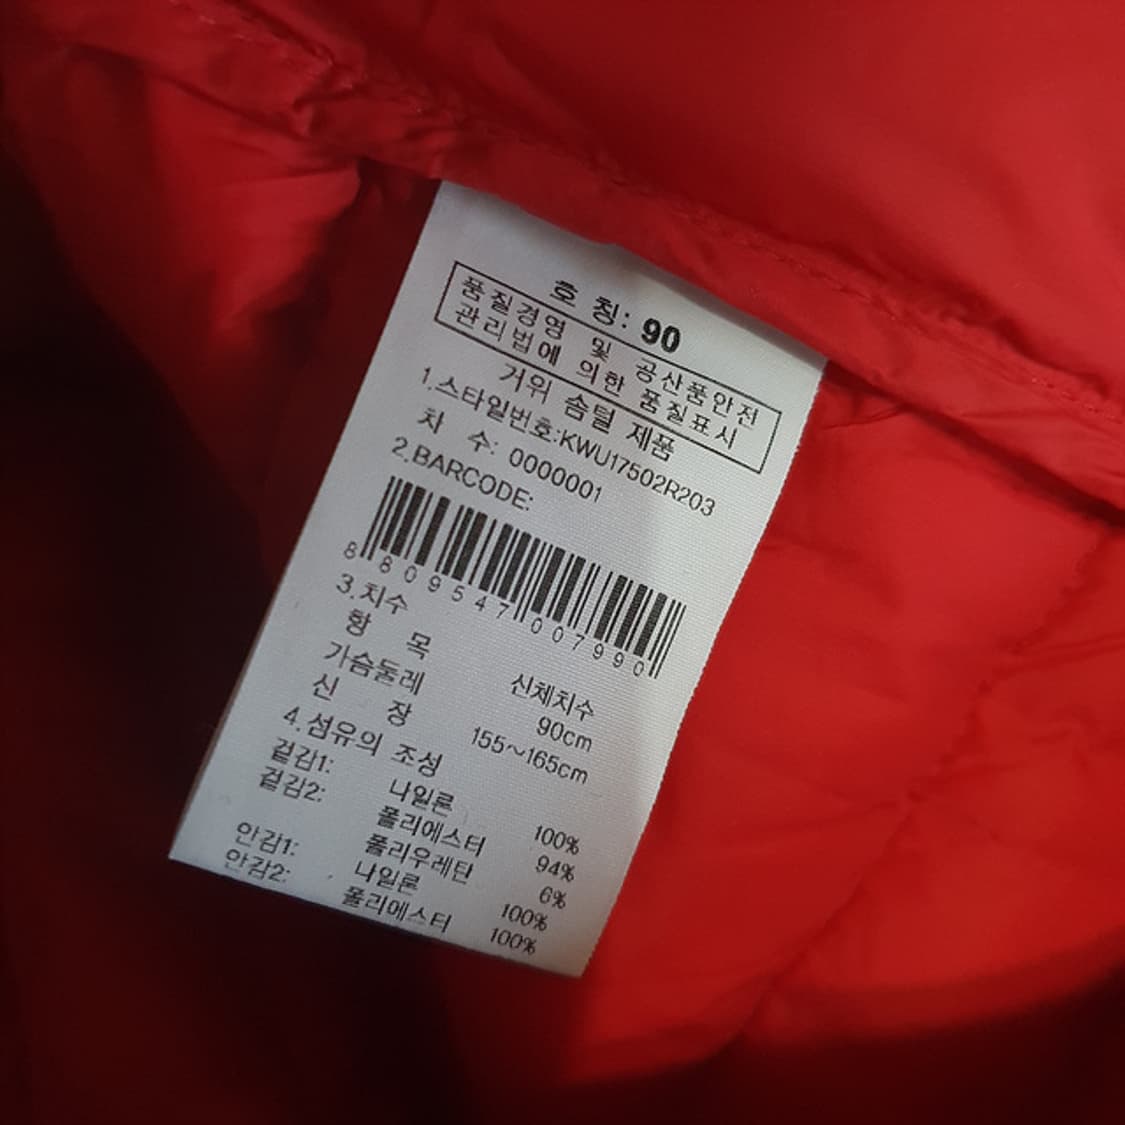 호 칭: 90
품질경영 및 공산품안전
관리법에 의한 품질표시
거위 솜털 제품
1.스타일번호:KWU17502R203
차 수: 0000001
2.BARCODE:
8 809547 007990
3.치수
항 목 신체치수
가슴둘레 90cm
신 장 155~165cm
4.섬유의 조성
겉감1: 나일론 100%
겉감2: 폴리에스터 94%
폴리우레탄 6%
안감1: 나일론 100%
안감2: 폴리에스터 100%